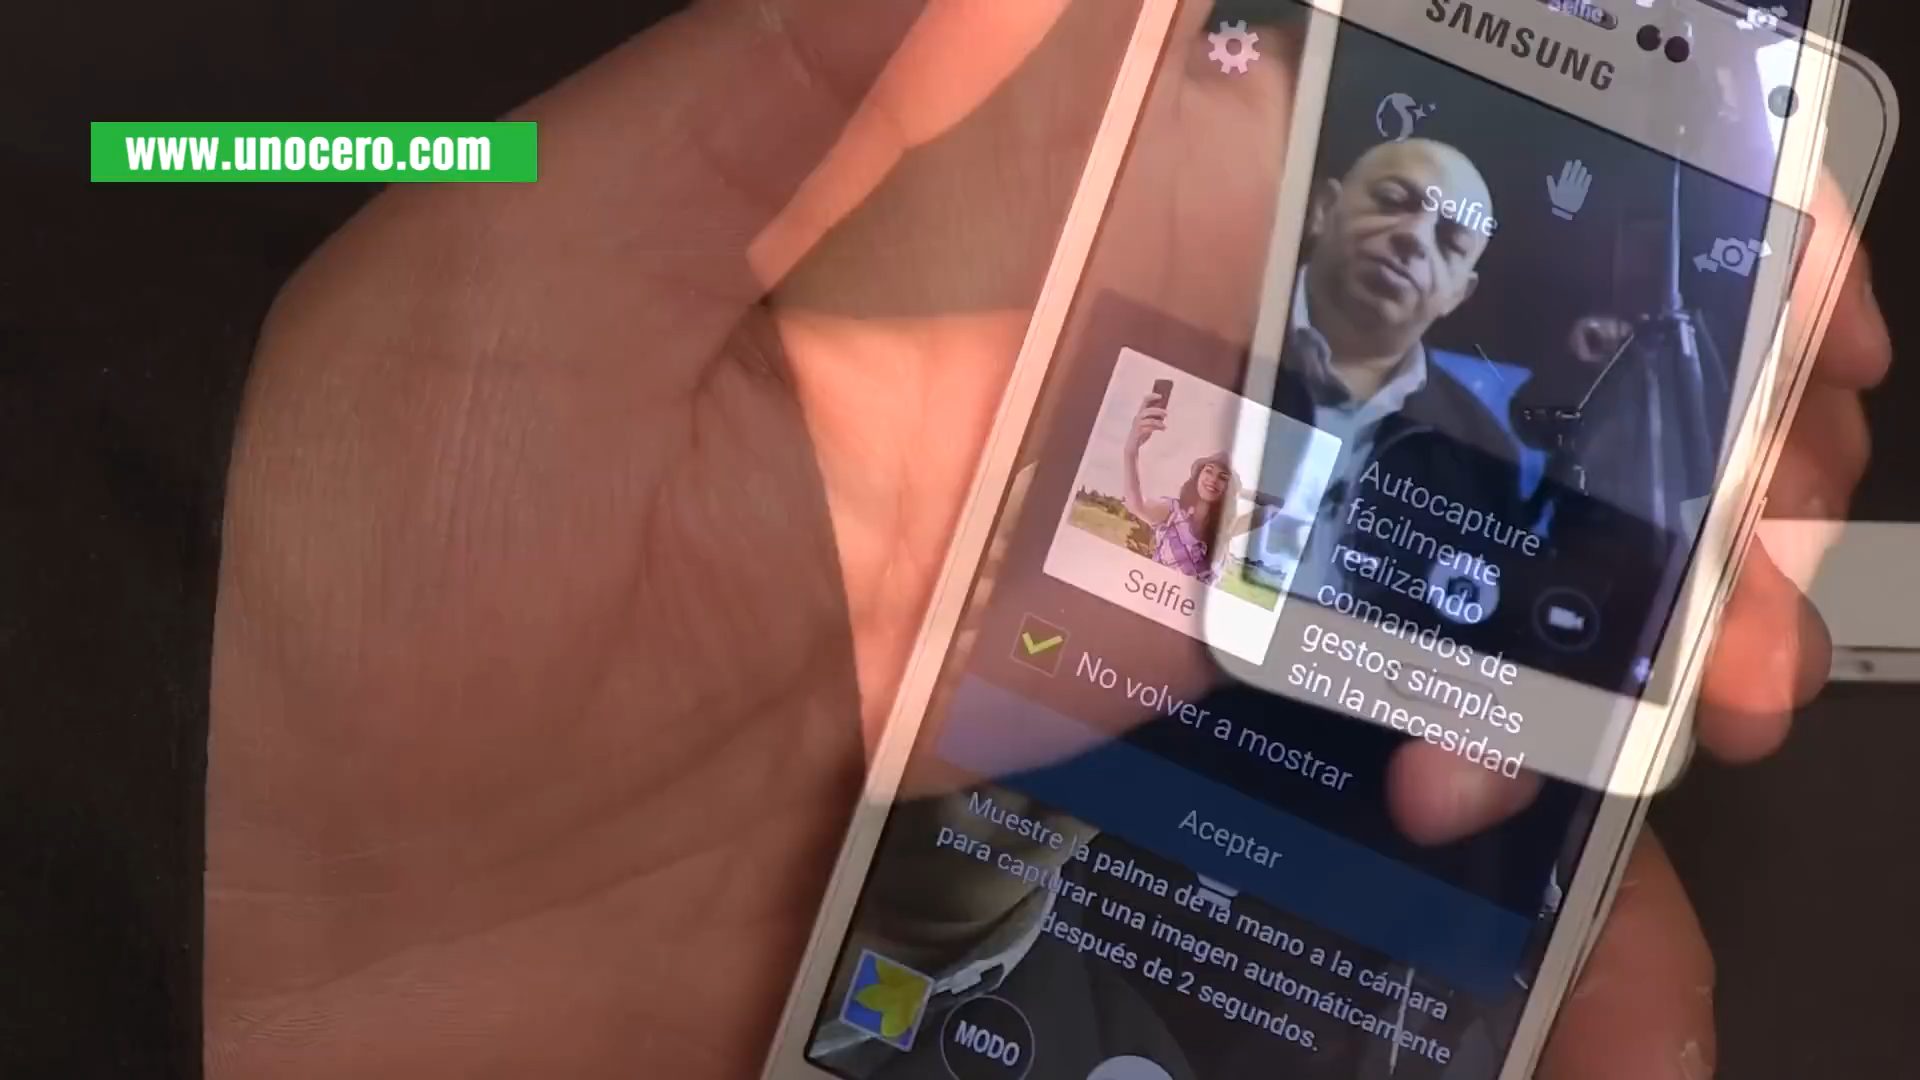 www.unocero.com
Selfie
SAMSUNG
Selfie
Autocapture
fácilmente
realizando
comandos de
gestos simples
sin la necesidad
Selfie
No volver a mostrar
Aceptar
Muestre la palma de la mano a la cámara
para capturar una imagen automáticamente
después de 2 segundos.
MODO